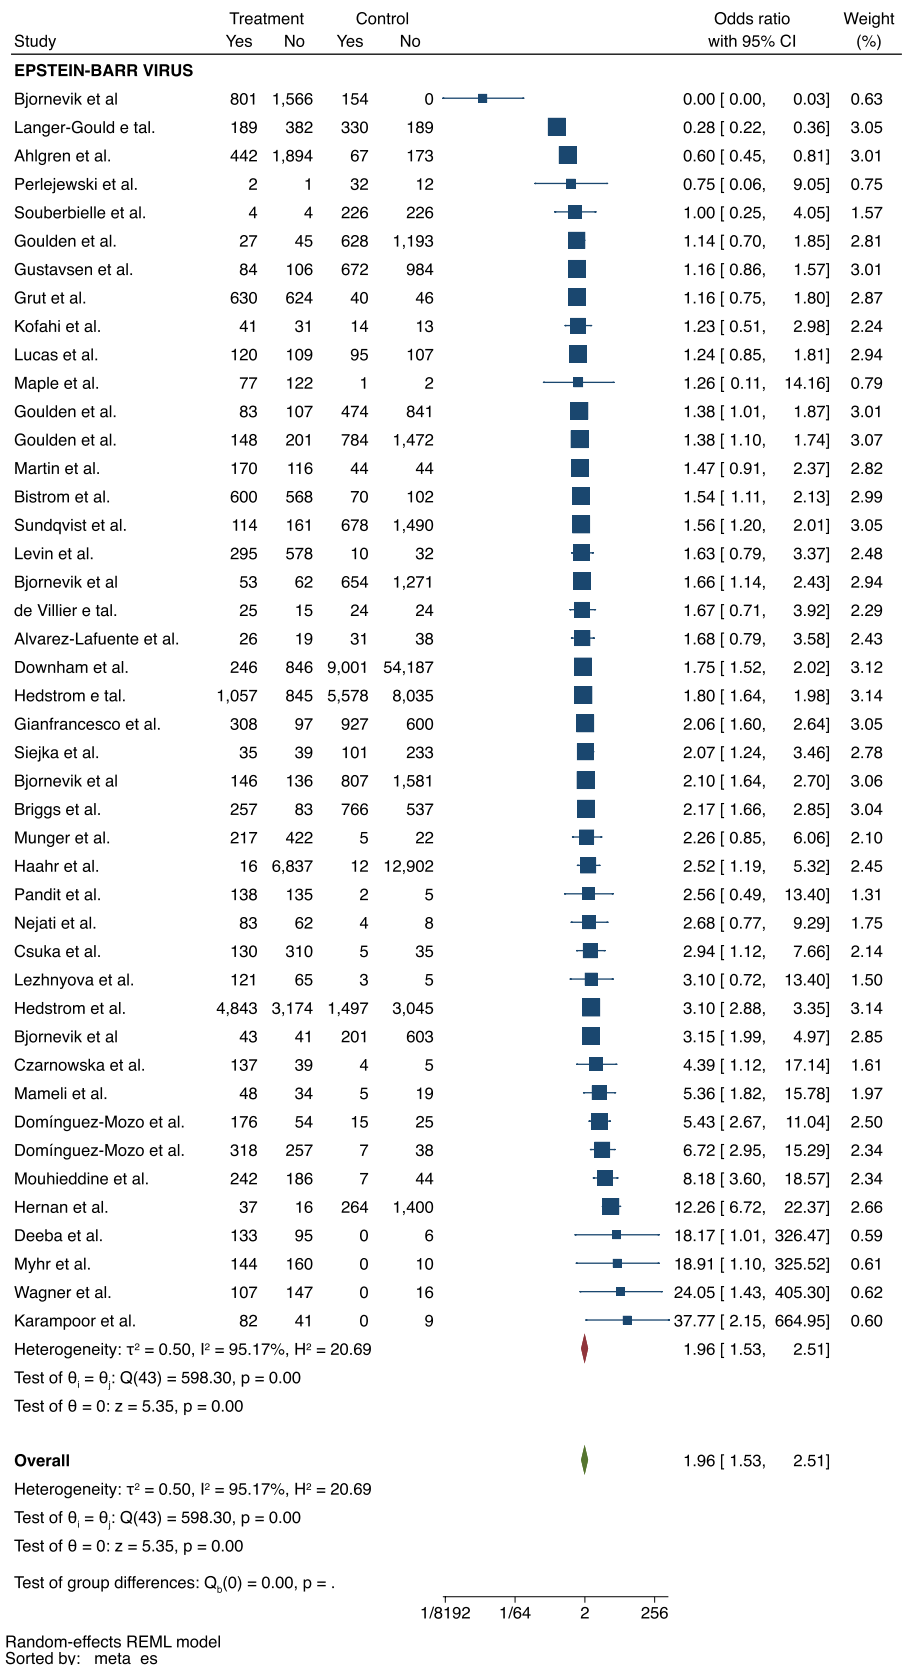 Treatment Control Odds ratio Weight
Study Yes No Yes No with 95% CI (%)
EPSTEIN-BARR VIRUS
Bjornevik et al 801 1,566 154 0 0.00 [ 0.00, 0.03] 0.63
Langer-Gould e tal. 189 382 330 189 0.28 [ 0.22, 0.36] 3.05
Ahlgren et al. 442 1,894 67 173 0.60 [ 0.45, 0.81] 3.01
Perlejewski et al. 2 1 32 12 0.75 [ 0.06, 9.05] 0.75
Souberbielle et al. 4 4 226 226 1.00 [ 0.25, 4.05] 1.57
Goulden et al. 27 45 628 1,193 1.14 [ 0.70, 1.85] 2.81
Gustavsen et al. 84 106 672 984 1.16 [ 0.86, 1.57] 3.01
Grut et al. 630 624 40 46 1.16 [ 0.75, 1.80] 2.87
Kofahi et al. 41 31 14 13 1.23 [ 0.51, 2.98] 2.24
Lucas et al. 120 109 95 107 1.24 [ 0.85, 1.81] 2.94
Maple et al. 77 122 1 2 1.26 [ 0.11, 14.16] 0.79
Goulden et al. 83 107 474 841 1.38 [ 1.01, 1.87] 3.01
Goulden et al. 148 201 784 1,472 1.38 [ 1.10, 1.74] 3.07
Martin et al. 170 116 44 44 1.47 [ 0.91, 2.37] 2.82
Bistrom et al. 600 568 70 102 1.54 [ 1.11, 2.13] 2.99
Sundqvist et al. 114 161 678 1,490 1.56 [ 1.20, 2.01] 3.05
Levin et al. 295 578 10 32 1.63 [ 0.79, 3.37] 2.48
Bjornevik et al 53 62 654 1,271 1.66 [ 1.14, 2.43] 2.94
de Villier e tal. 25 15 24 24 1.67 [ 0.71, 3.92] 2.29
Alvarez-Lafuente et al. 26 19 31 38 1.68 [ 0.79, 3.58] 2.43
Downham et al. 246 846 9,001 54,187 1.75 [ 1.52, 2.02] 3.12
Hedstrom e tal. 1,057 845 5,578 8,035 1.80 [ 1.64, 1.98] 3.14
Gianfrancesco et al. 308 97 927 600 2.06 [ 1.60, 2.64] 3.05
Siejka et al. 35 39 101 233 2.07 [ 1.24, 3.46] 2.78
Bjornevik et al 146 136 807 1,581 2.10 [ 1.64, 2.70] 3.06
Briggs et al. 257 83 766 537 2.17 [ 1.66, 2.85] 3.04
Munger et al. 217 422 5 22 2.26 [ 0.85, 6.06] 2.10
Haahr et al. 16 6,837 12 12,902 2.52 [ 1.19, 5.32] 2.45
Pandit et al. 138 135 2 5 2.56 [ 0.49, 13.40] 1.31
Nejati et al. 83 62 4 8 2.68 [ 0.77, 9.29] 1.75
Csuka et al. 130 310 5 35 2.94 [ 1.12, 7.66] 2.14
Lezhnyova et al. 121 65 3 5 3.10 [ 0.72, 13.40] 1.50
Hedstrom et al. 4,843 3,174 1,497 3,045 3.10 [ 2.88, 3.35] 3.14
Bjornevik et al 43 41 201 603 3.15 [ 1.99, 4.97] 2.85
Czarnowska et al. 137 39 4 5 4.39 [ 1.12, 17.14] 1.61
Mameli et al. 48 34 5 19 5.36 [ 1.82, 15.78] 1.97
Domínguez-Mozo et al. 176 54 15 25 5.43 [ 2.67, 11.04] 2.50
Domínguez-Mozo et al. 318 257 7 38 6.72 [ 2.95, 15.29] 2.34
Mouhieddine et al. 242 186 7 44 8.18 [ 3.60, 18.57] 2.34
Hernan et al. 37 16 264 1,400 12.26 [ 6.72, 22.37] 2.66
Deeba et al. 133 95 0 6 18.17 [ 1.01, 326.47] 0.59
Myhr et al. 144 160 0 10 18.91 [ 1.10, 325.52] 0.61
Wagner et al. 107 147 0 16 24.05 [ 1.43, 405.30] 0.62
Karampoor et al. 82 41 0 9 37.77 [ 2.15, 664.95] 0.60
Heterogeneity: τ² = 0.50, I² = 95.17%, H² = 20.69 1.96 [ 1.53, 2.51]
Test of θᵢ = θⱼ: Q(43) = 598.30, p = 0.00
Test of θ = 0: z = 5.35, p = 0.00
Overall 1.96 [ 1.53, 2.51]
Heterogeneity: τ² = 0.50, I² = 95.17%, H² = 20.69
Test of θᵢ = θⱼ: Q(43) = 598.30, p = 0.00
Test of θ = 0: z = 5.35, p = 0.00
Test of group differences: Q_b(0) = 0.00, p = .
1/8192 1/64 2 256
Random-effects REML model
Sorted by: _meta_es